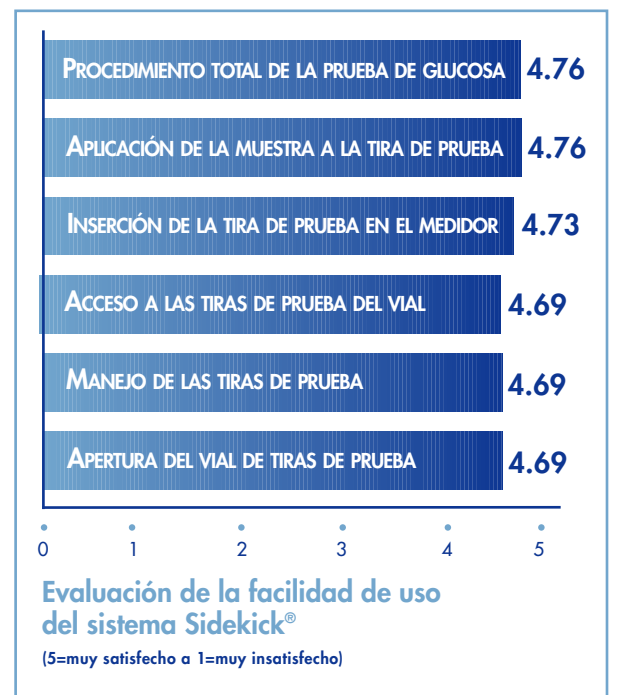 PROCEDIMIENTO TOTAL DE LA PRUEBA DE GLUCOSA 4.76
APLICACIÓN DE LA MUESTRA A LA TIRA DE PRUEBA 4.76
INSERCIÓN DE LA TIRA DE PRUEBA EN EL MEDIDOR 4.73
ACCESO A LAS TIRAS DE PRUEBA DEL VIAL 4.69
MANEJO DE LAS TIRAS DE PRUEBA 4.69
APERTURA DEL VIAL DE TIRAS DE PRUEBA 4.69
0 1 2 3 4 5
Evaluación de la facilidad de uso
del sistema Sidekick®
(5=muy satisfecho a 1=muy insatisfecho)